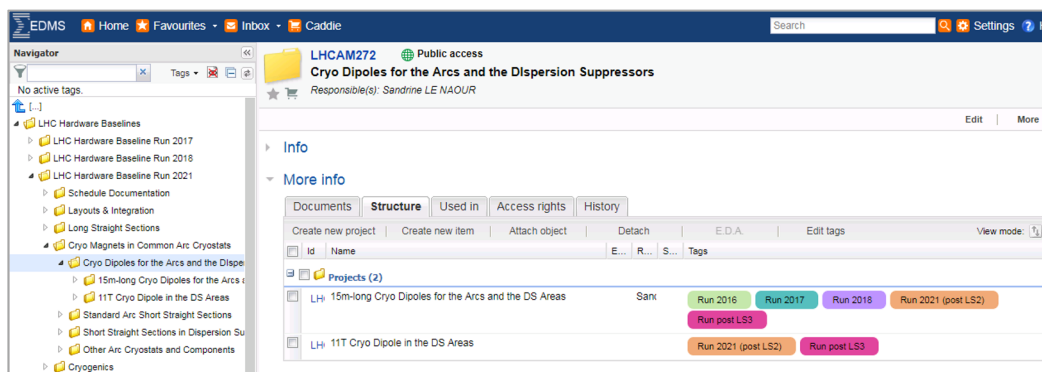 EDMS Home Favourites Inbox Caddie Search Settings
Navigator
Tags
No active tags.
[...]
LHC Hardware Baselines
LHC Hardware Baseline Run 2017
LHC Hardware Baseline Run 2018
LHC Hardware Baseline Run 2021
Schedule Documentation
Layouts & Integration
Long Straight Sections
Cryo Magnets in Common Arc Cryostats
Cryo Dipoles for the Arcs and the Dispe
15m-long Cryo Dipoles for the Arcs
11T Cryo Dipole in the DS Areas
Standard Arc Short Straight Sections
Short Straight Sections in Dispersion Su
Other Arc Cryostats and Components
Cryogenics
LHCAM272 Public access
Cryo Dipoles for the Arcs and the DIspersion Suppressors
Responsible(s): Sandrine LE NAOUR
Edit | More
Info
More info
Documents Structure Used in Access rights History
Create new project | Create new item | Attach object | Detach | E.D.A. | Edit tags View mode:
Id Name E... R... S... Tags
Projects (2)
LH 15m-long Cryo Dipoles for the Arcs and the DS Areas Sand Run 2016 Run 2017 Run 2018 Run 2021 (post LS2)
Run post LS3
LH 11T Cryo Dipole in the DS Areas Run 2021 (post LS2) Run post LS3